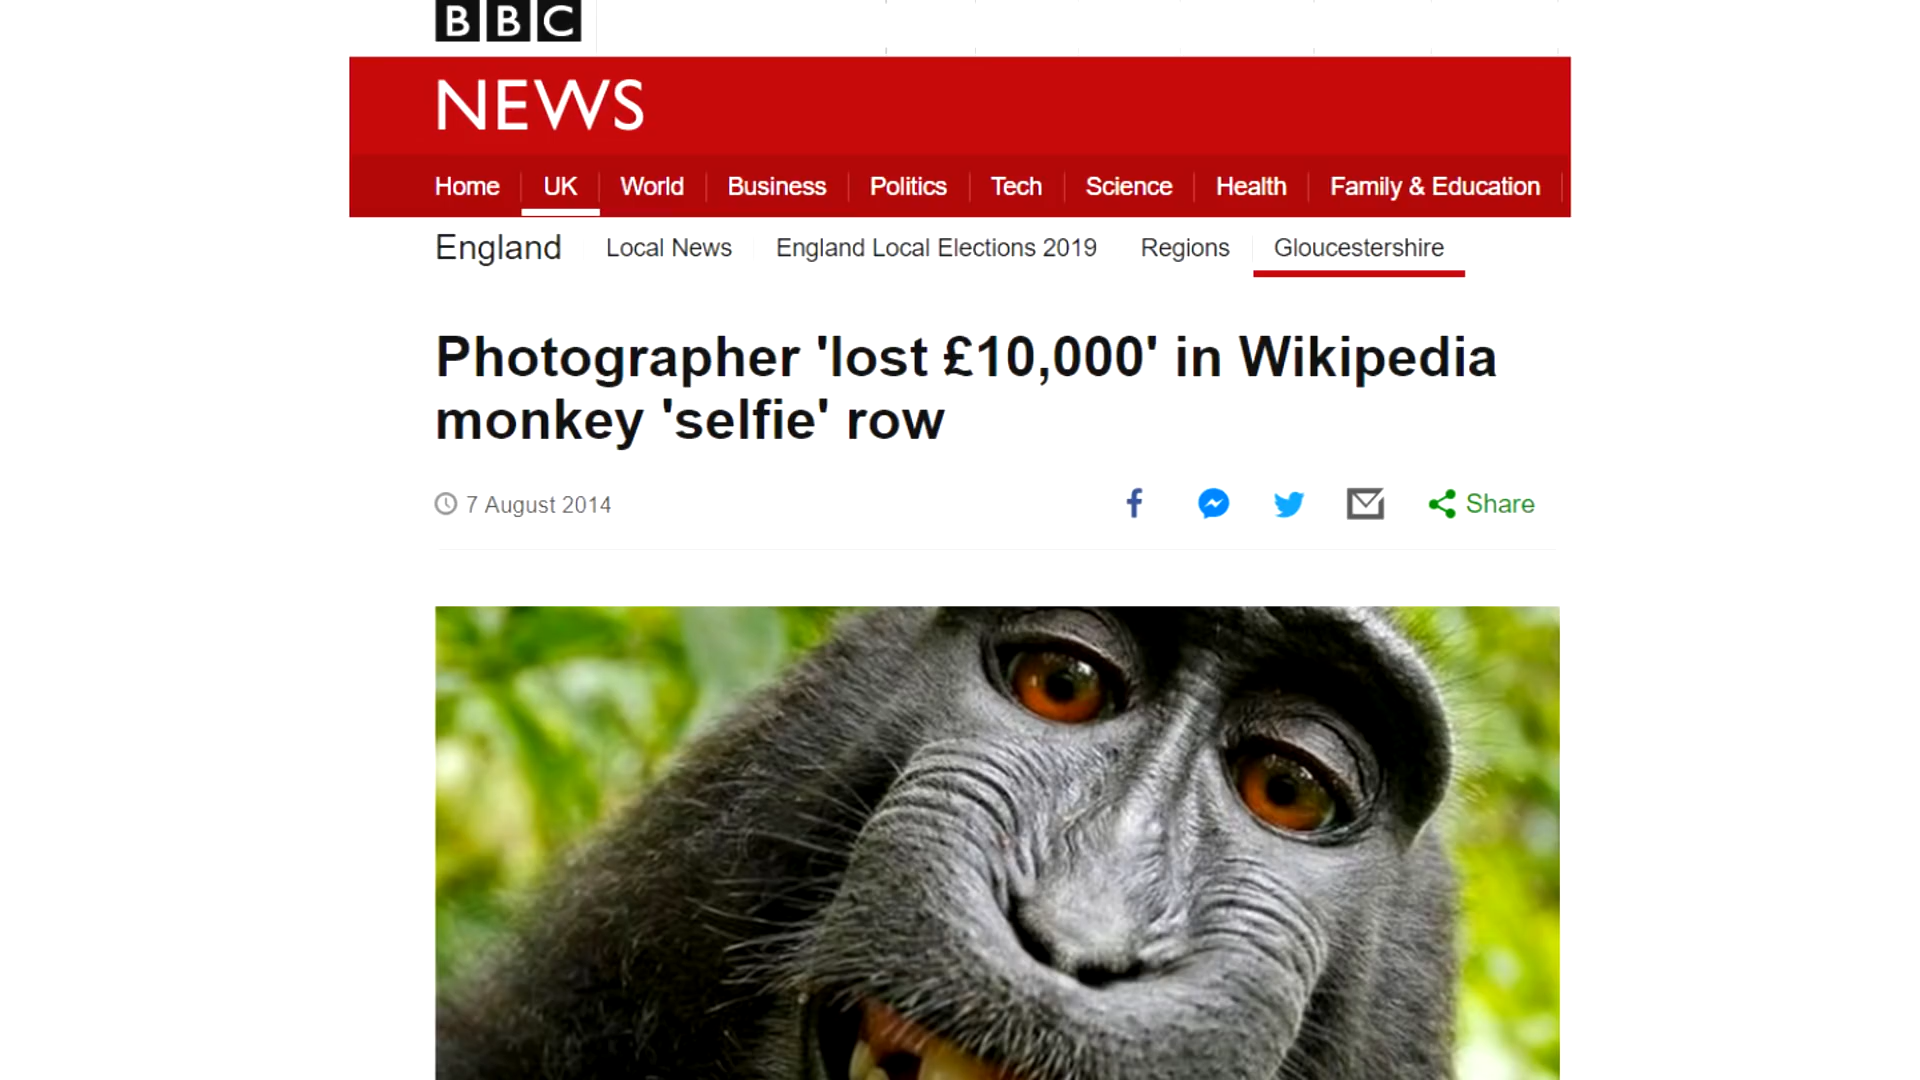 BBC
NEWS
Home UK World Business Politics Tech Science Health Family & Education
England Local News England Local Elections 2019 Regions Gloucestershire
Photographer 'lost £10,000' in Wikipedia
monkey 'selfie' row
7 August 2014 Share